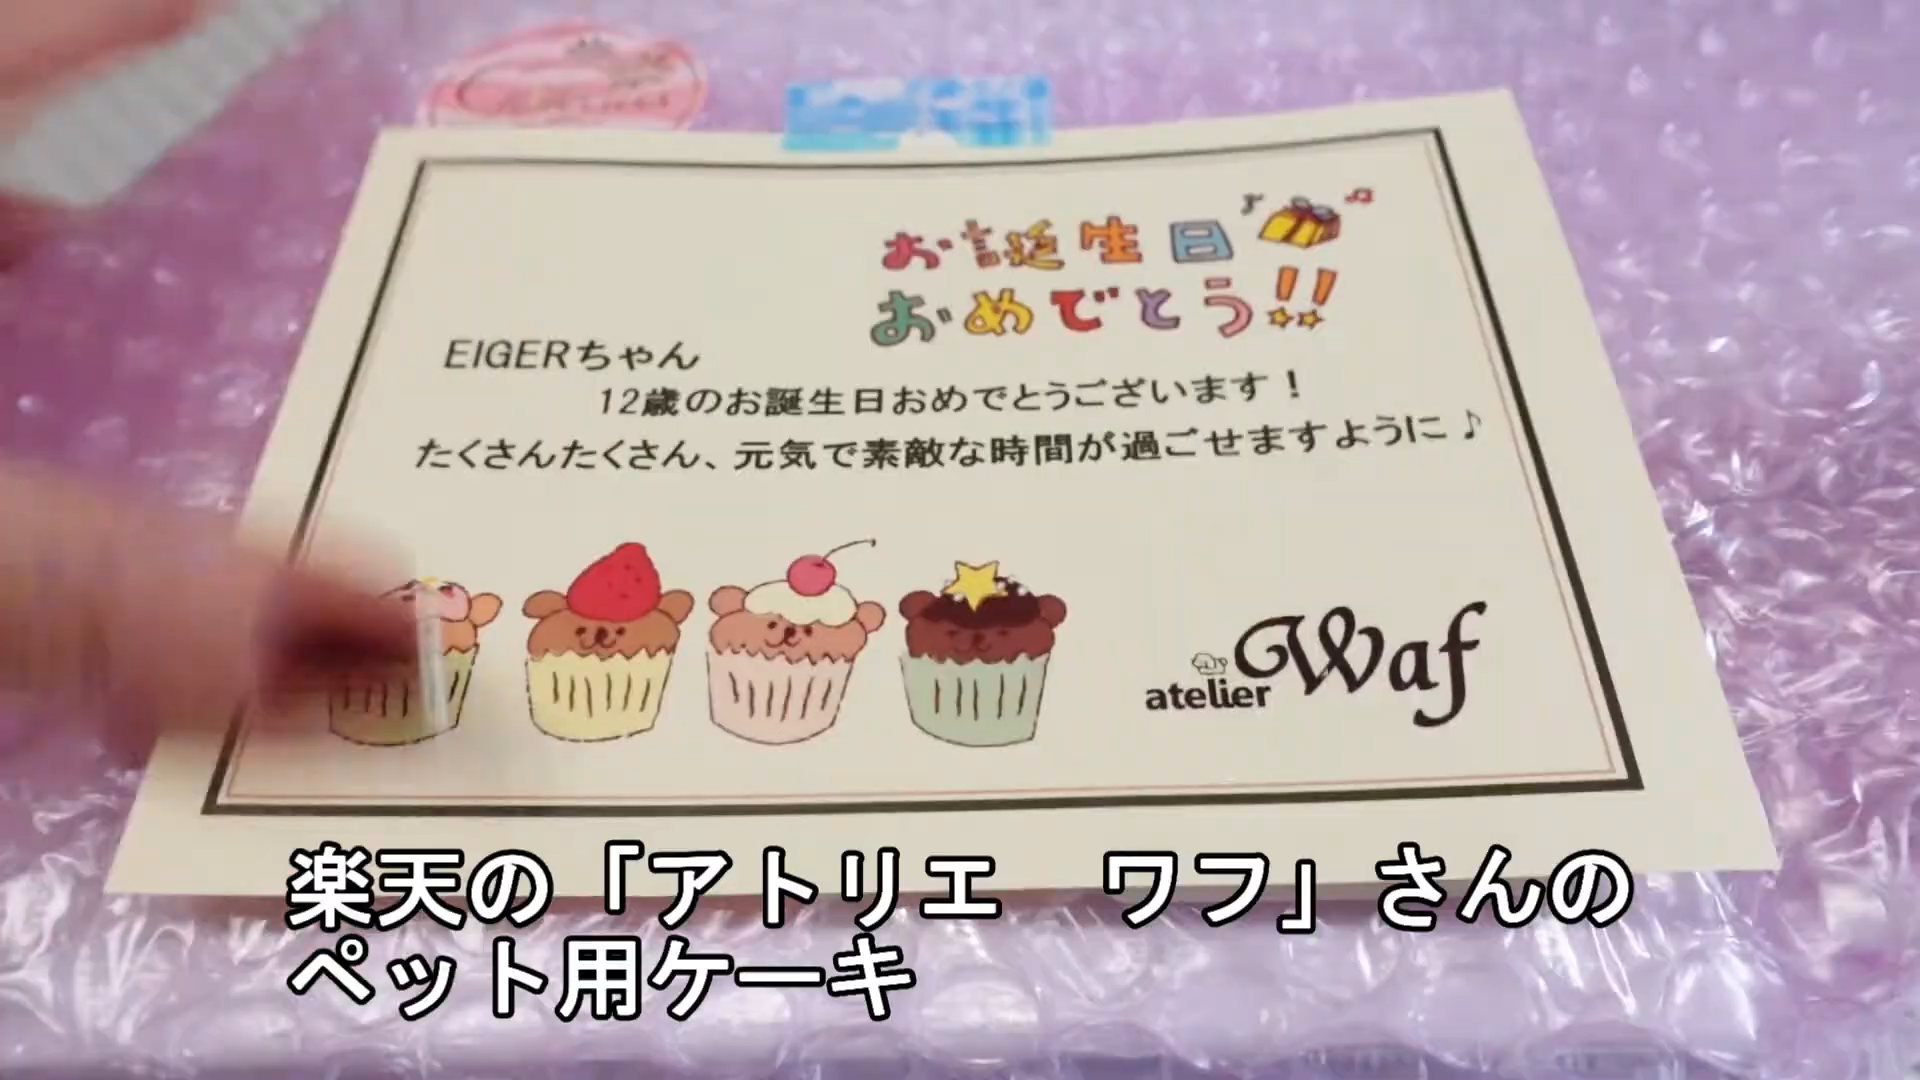 お誕生日
おめでとう!!
EIGERちゃん
12歳のお誕生日おめでとうございます！
たくさんたくさん、元気で素敵な時間が過ごせますように♪
atelier Waf
楽天の「アトリエ　ワフ」さんの
ペット用ケーキ